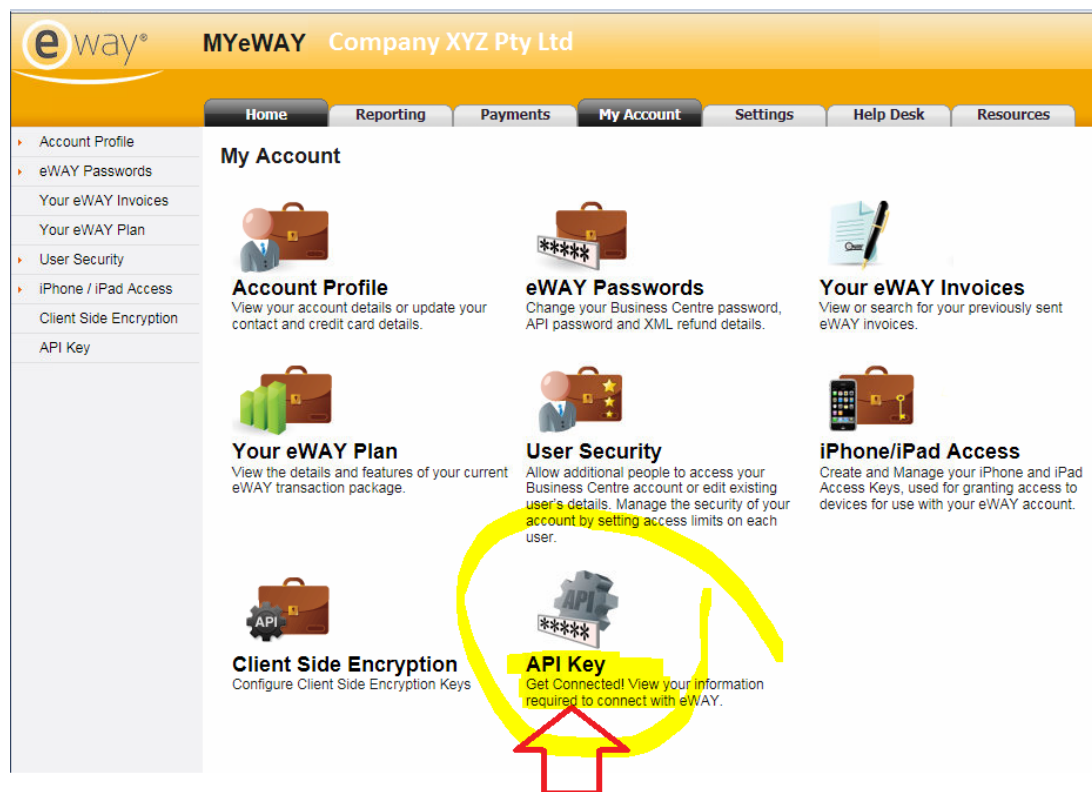 eway®
MYeWAY Company XYZ Pty Ltd
Home Reporting Payments My Account Settings Help Desk Resources
Account Profile
eWAY Passwords
Your eWAY Invoices
Your eWAY Plan
User Security
iPhone / iPad Access
Client Side Encryption
API Key
My Account
*****
Account Profile
View your account details or update your
contact and credit card details.
eWAY Passwords
Change your Business Centre password,
API password and XML refund details.
Your eWAY Invoices
View or search for your previously sent
eWAY invoices.
Your eWAY Plan
View the details and features of your current
eWAY transaction package.
User Security
Allow additional people to access your
Business Centre account or edit existing
user's details. Manage the security of your
account by setting access limits on each
user.
iPhone/iPad Access
Create and Manage your iPhone and iPad
Access Keys, used for granting access to
devices for use with your eWAY account.
API
Client Side Encryption
Configure Client Side Encryption Keys
API
*****
API Key
Get Connected! View your information
required to connect with eWAY.